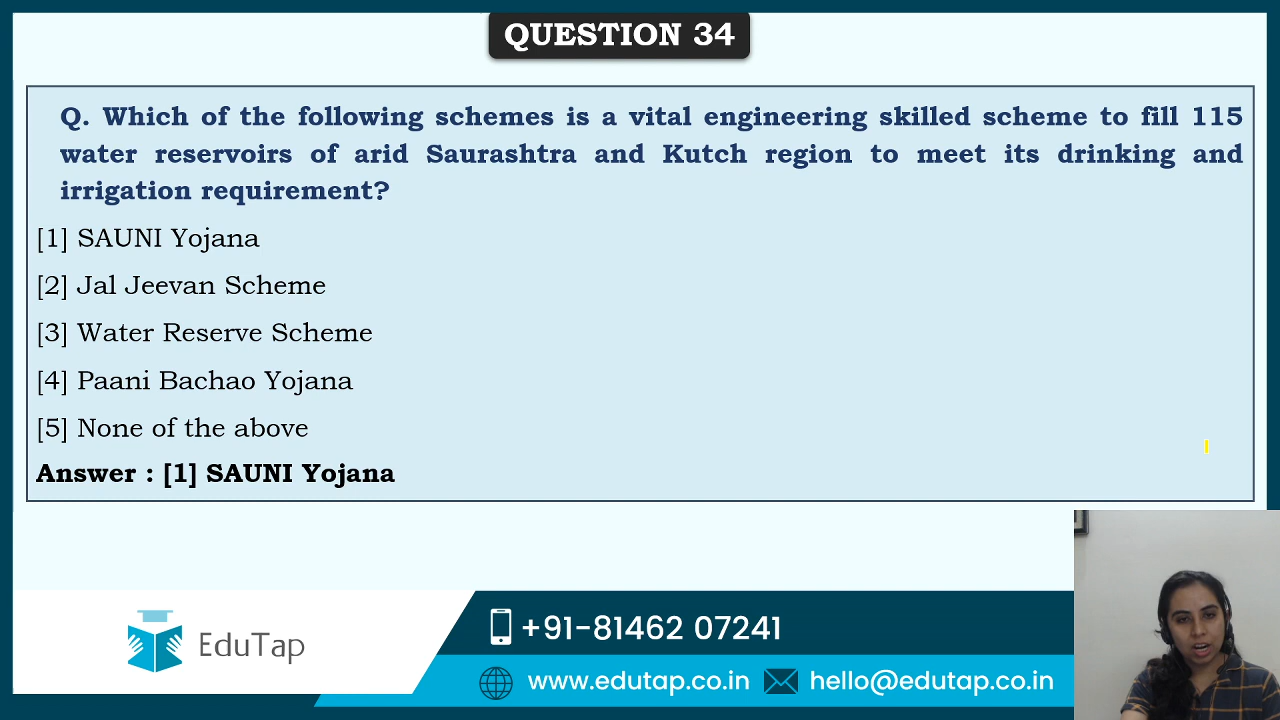 QUESTION 34
Q. Which of the following schemes is a vital engineering skilled scheme to fill 115
water reservoirs of arid Saurashtra and Kutch region to meet its drinking and
irrigation requirement?
[1] SAUNI Yojana
[2] Jal Jeevan Scheme
[3] Water Reserve Scheme
[4] Paani Bachao Yojana
[5] None of the above
Answer : [1] SAUNI Yojana
EduTap
+91-81462 07241
www.edutap.co.in
hello@edutap.co.in